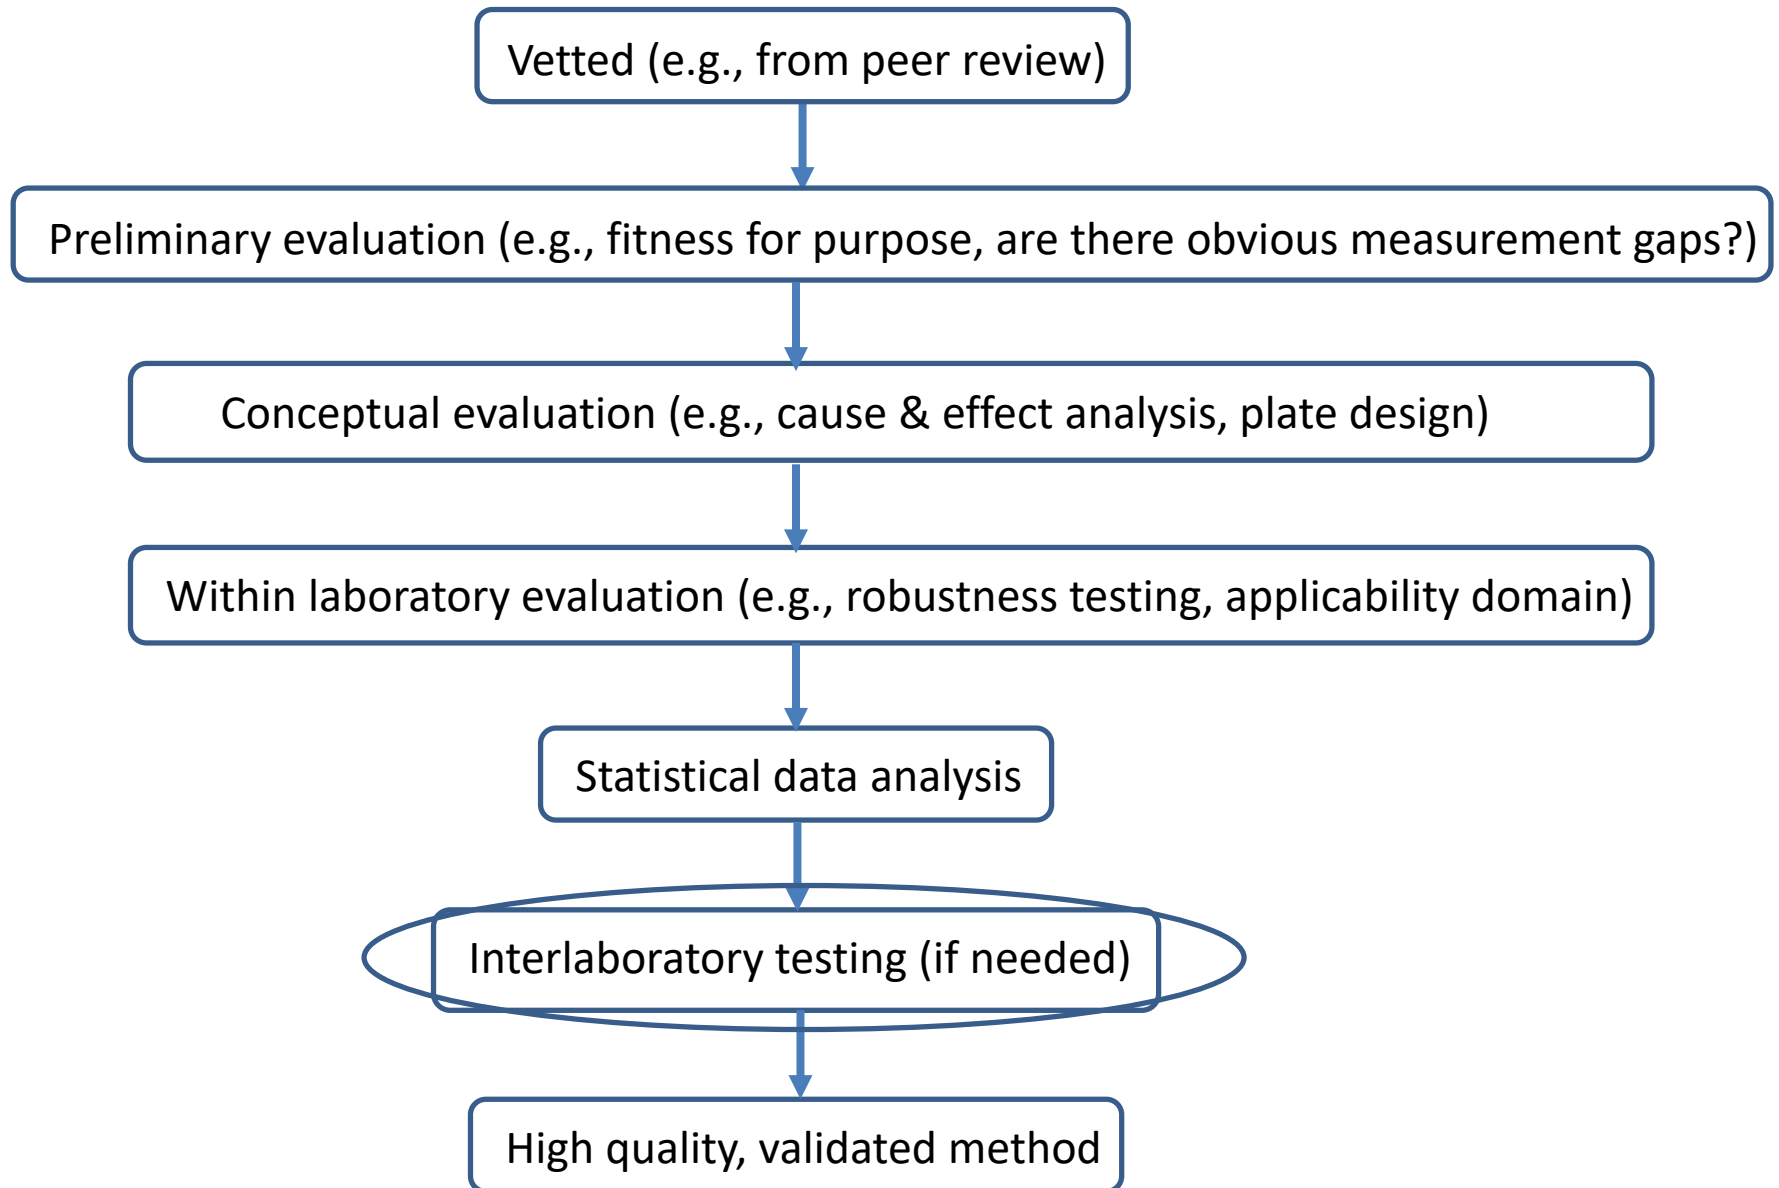 Vetted (e.g., from peer review)
Preliminary evaluation (e.g., fitness for purpose, are there obvious measurement gaps?)
Conceptual evaluation (e.g., cause & effect analysis, plate design)
Within laboratory evaluation (e.g., robustness testing, applicability domain)
Statistical data analysis
Interlaboratory testing (if needed)
High quality, validated method